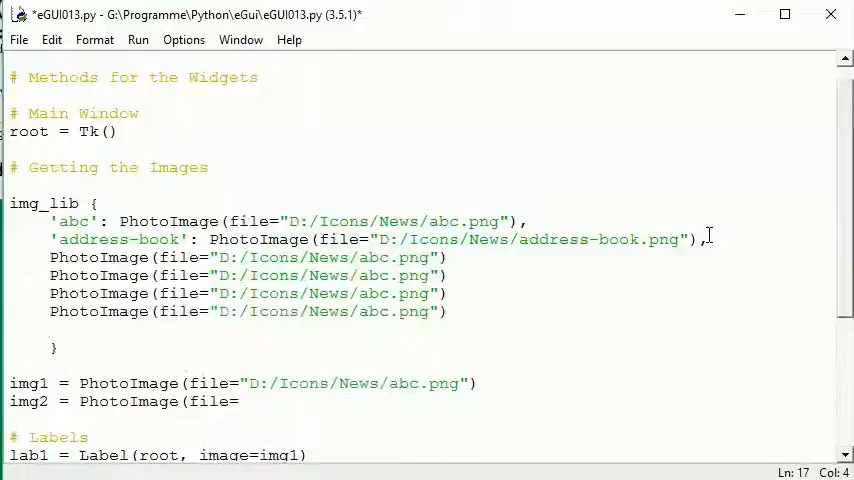 *eGUI013.py - G:\Programme\Python\eGui\eGUI013.py (3.5.1)*
File Edit Format Run Options Window Help
# Methods for the Widgets
# Main Window
root = Tk()
# Getting the Images
img_lib {
'abc': PhotoImage(file="D:/Icons/News/abc.png"),
'address-book': PhotoImage(file="D:/Icons/News/address-book.png"),
PhotoImage(file="D:/Icons/News/abc.png")
PhotoImage(file="D:/Icons/News/abc.png")
PhotoImage(file="D:/Icons/News/abc.png")
PhotoImage(file="D:/Icons/News/abc.png")
}
img1 = PhotoImage(file="D:/Icons/News/abc.png")
img2 = PhotoImage(file=
# Labels
lab1 = Label(root, image=img1)
Ln: 17 Col: 4